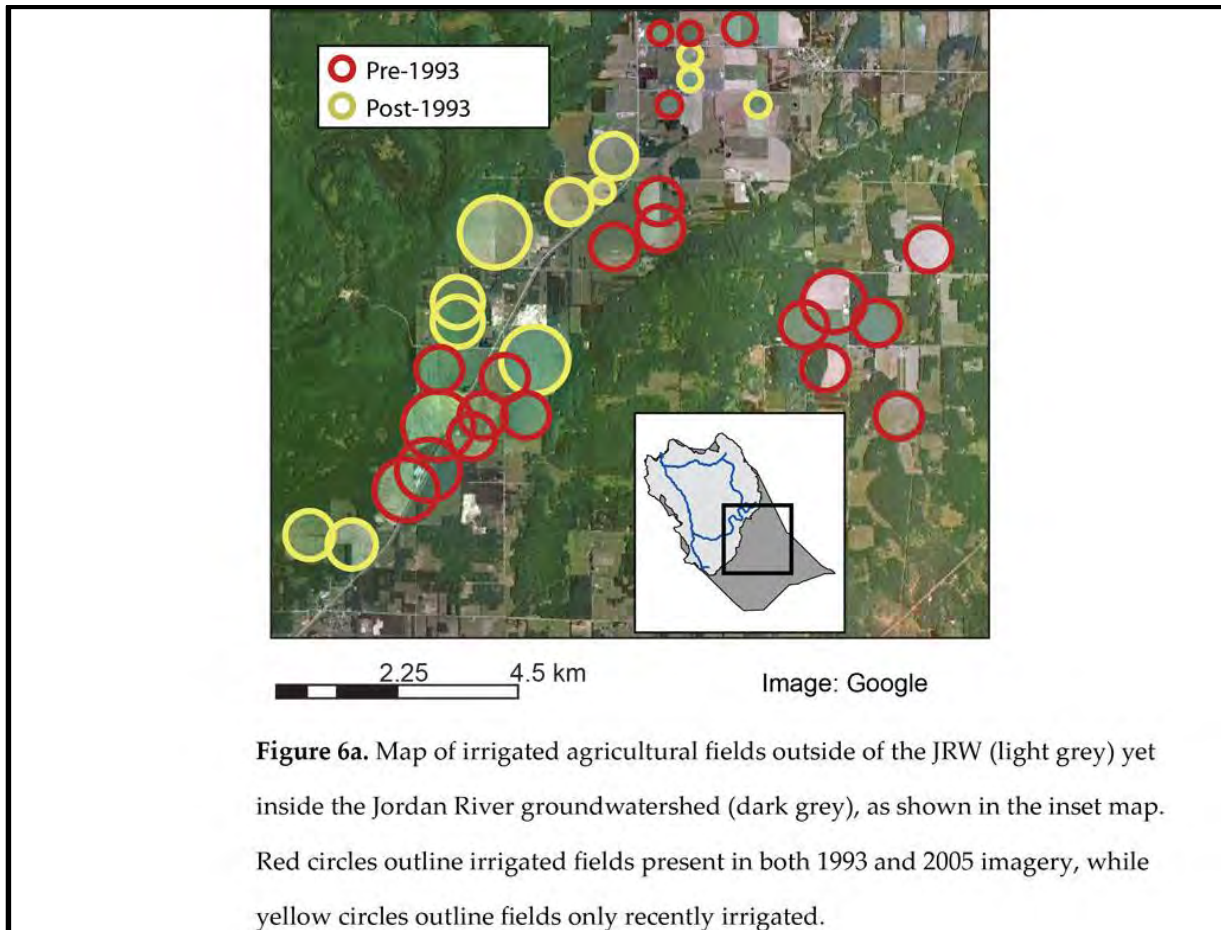 Pre-1993
Post-1993
2.25 4.5 km
Image: Google
Figure 6a. Map of irrigated agricultural fields outside of the JRW (light grey) yet
inside the Jordan River groundwatershed (dark grey), as shown in the inset map.
Red circles outline irrigated fields present in both 1993 and 2005 imagery, while
yellow circles outline fields only recently irrigated.